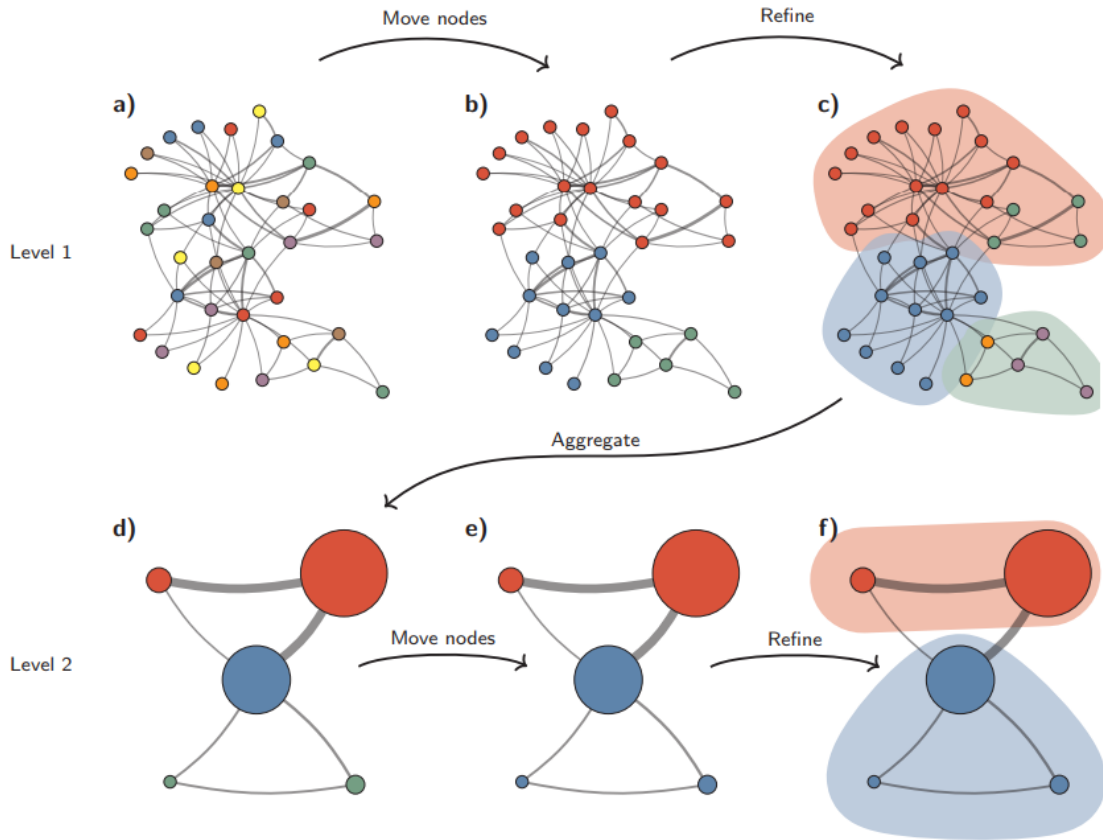 Move nodes
Refine
a)
b)
c)
Level 1
Aggregate
d)
e)
f)
Move nodes
Refine
Level 2